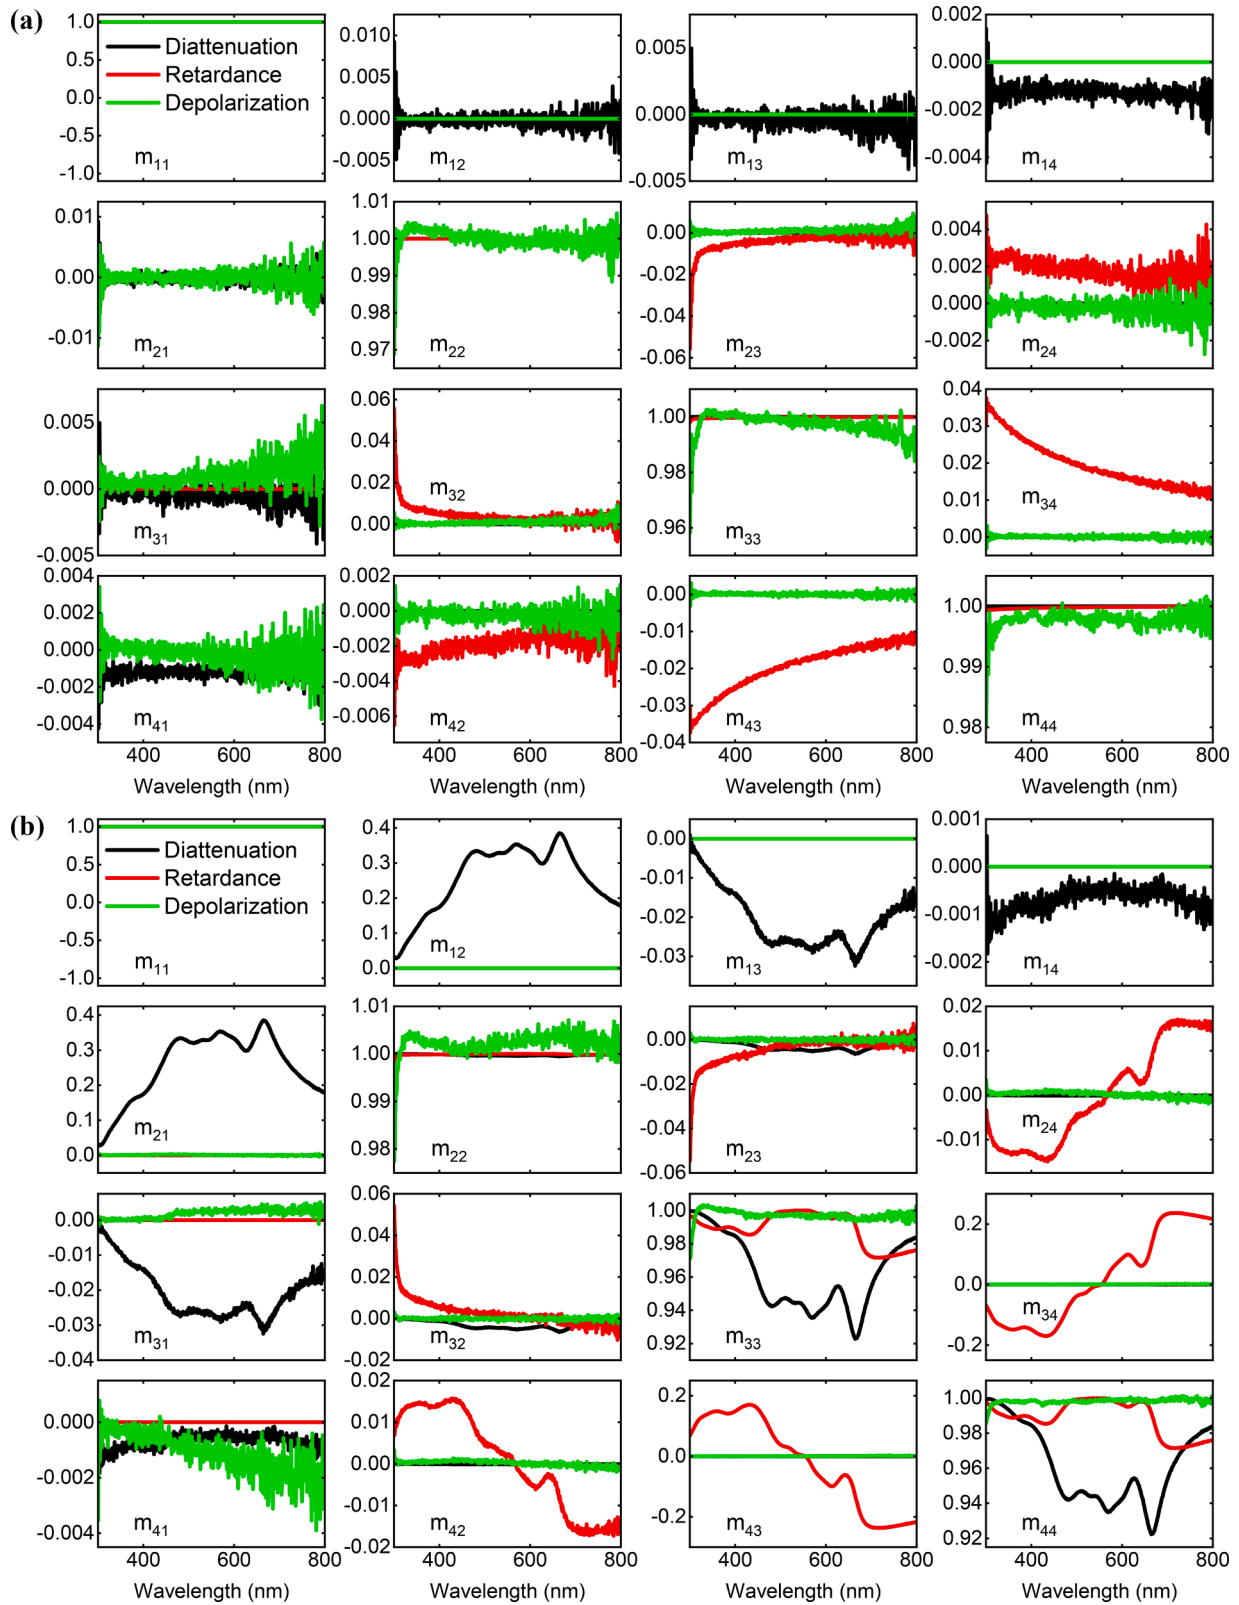 (a)
1.0
0.5
0.0
-0.5
-1.0
Diattenuation
Retardance
Depolarization
m11
0.010
0.005
0.000
-0.005
m12
0.005
0.000
-0.005
m13
0.002
0.000
-0.002
-0.004
m14
0.01
0.00
-0.01
m21
1.00
0.99
0.98
0.97
m22
0.00
-0.02
-0.04
-0.06
m23
0.004
0.002
0.000
-0.002
m24
0.005
0.000
-0.005
m31
0.06
0.04
0.02
0.00
m32
1.00
0.98
0.96
m33
0.04
0.03
0.02
0.01
0.00
m34
0.004
0.002
0.000
-0.002
-0.004
m41
400 600 800
Wavelength (nm)
0.002
0.000
-0.002
-0.004
-0.006
m42
400 600 800
Wavelength (nm)
0.00
-0.01
-0.02
-0.03
-0.04
m43
400 600 800
Wavelength (nm)
1.00
0.99
0.98
m44
400 600 800
Wavelength (nm)
(b)
1.0
0.5
0.0
-0.5
-1.0
Diattenuation
Retardance
Depolarization
m11
0.4
0.3
0.2
0.1
0.0
m12
0.00
-0.01
-0.02
-0.03
m13
0.001
0.000
-0.001
-0.002
m14
0.4
0.3
0.2
0.1
0.0
m21
1.01
1.00
0.99
0.98
m22
0.00
-0.02
-0.04
-0.06
m23
0.02
0.01
0.00
-0.01
m24
0.00
-0.01
-0.02
-0.03
-0.04
m31
0.06
0.04
0.02
0.00
-0.02
m32
1.00
0.98
0.96
0.94
0.92
m33
0.2
0.0
-0.2
m34
0.000
-0.002
-0.004
m41
400 600 800
Wavelength (nm)
0.02
0.01
0.00
-0.01
-0.02
m42
400 600 800
Wavelength (nm)
0.2
0.0
-0.2
m43
400 600 800
Wavelength (nm)
1.00
0.98
0.96
0.94
0.92
m44
400 600 800
Wavelength (nm)